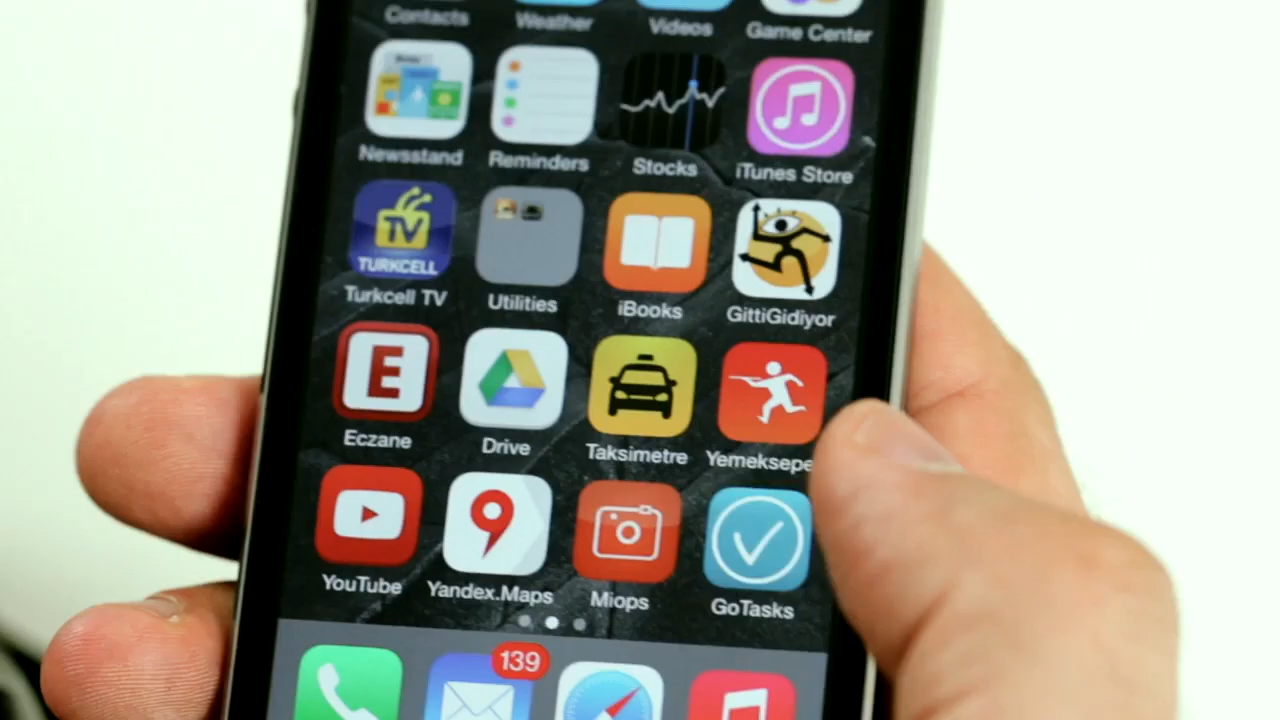 Contacts Weather Videos Game Center
Newsstand Reminders Stocks iTunes Store
TV
TURKCELL
Turkcell TV Utilities iBooks GittiGidiyor
E
Eczane Drive Taksimetre Yemeksepe
YouTube Yandex.Maps Miops GoTasks
139